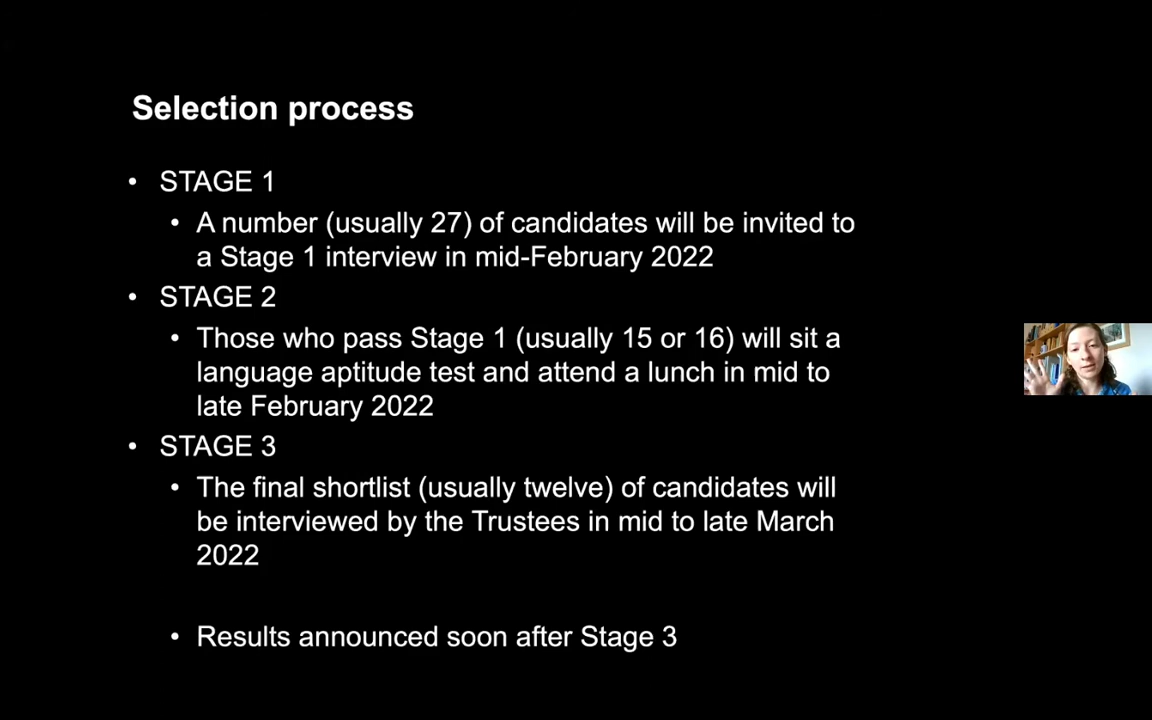 Selection process
• STAGE 1
• A number (usually 27) of candidates will be invited to
a Stage 1 interview in mid-February 2022
• STAGE 2
• Those who pass Stage 1 (usually 15 or 16) will sit a
language aptitude test and attend a lunch in mid to
late February 2022
• STAGE 3
• The final shortlist (usually twelve) of candidates will
be interviewed by the Trustees in mid to late March
2022
• Results announced soon after Stage 3